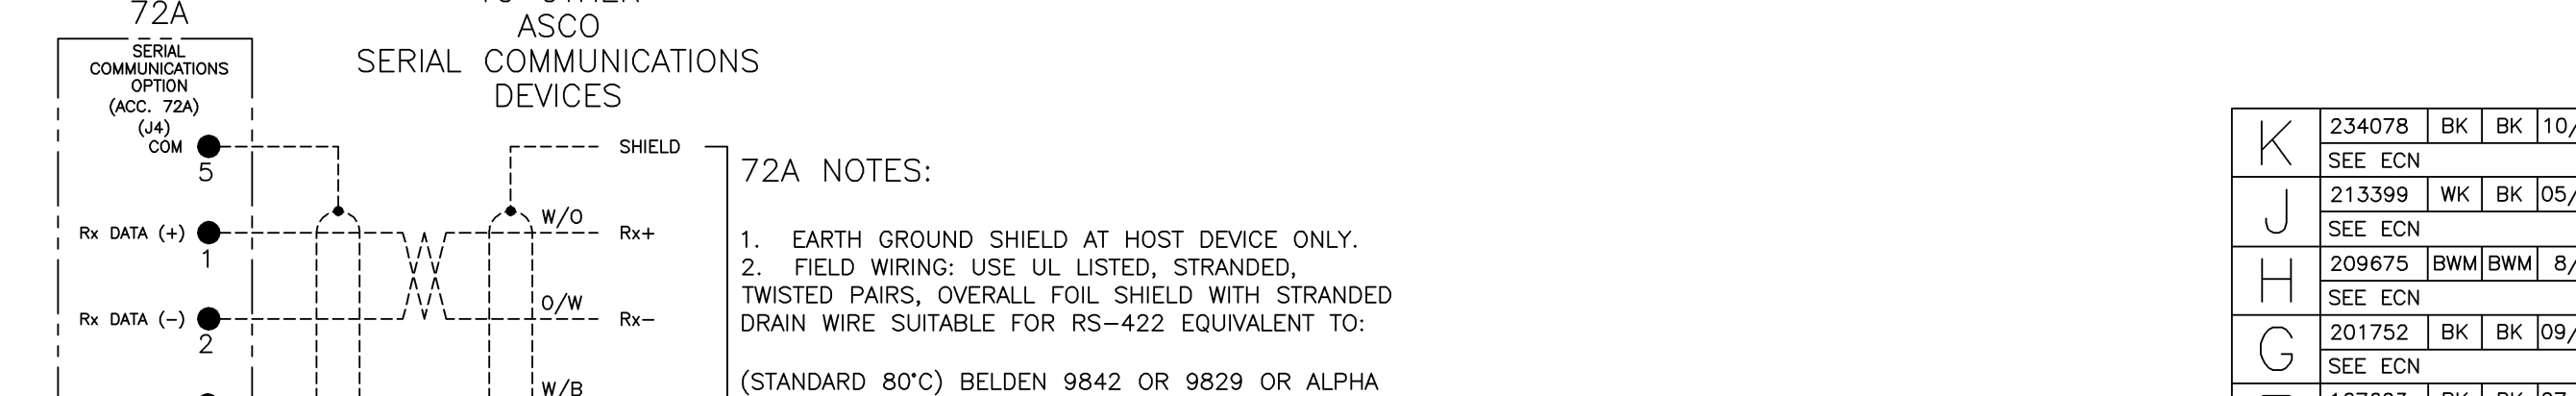 72A
ASCO
SERIAL COMMUNICATIONS
DEVICES
SERIAL
COMMUNICATIONS
OPTION
(ACC. 72A)
(J4)
COM
5
SHIELD
Rx DATA (+)
1
W/O
Rx+
Rx DATA (-)
2
O/W
Rx-
W/B
72A NOTES:
1. EARTH GROUND SHIELD AT HOST DEVICE ONLY.
2. FIELD WIRING: USE UL LISTED, STRANDED,
TWISTED PAIRS, OVERALL FOIL SHIELD WITH STRANDED
DRAIN WIRE SUITABLE FOR RS-422 EQUIVALENT TO:
(STANDARD 80°C) BELDEN 9842 OR 9829 OR ALPHA
K 234078 BK BK 10/
SEE ECN
J 213399 WK BK 05/
SEE ECN
H 209675 BWM BWM 8/
SEE ECN
G 201752 BK BK 09/
SEE ECN